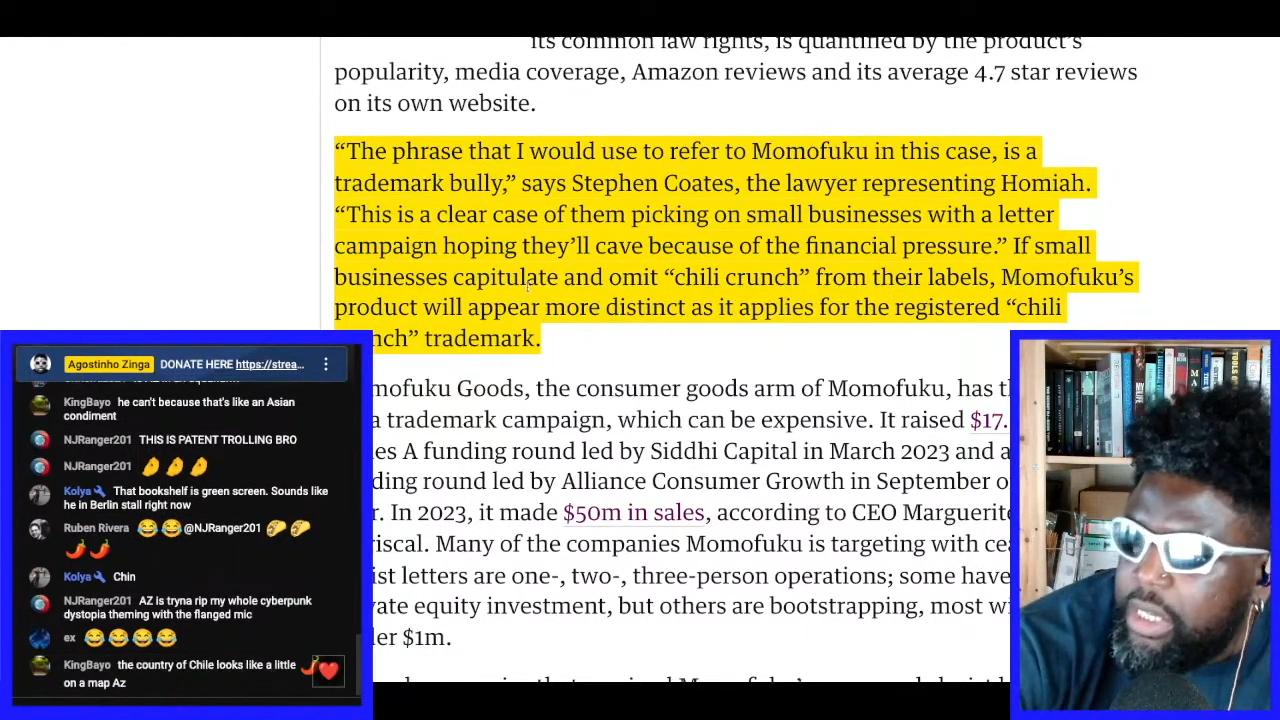 its common law rights, is quantified by the product's
popularity, media coverage, Amazon reviews and its average 4.7 star reviews
on its own website.
“The phrase that I would use to refer to Momofuku in this case, is a
trademark bully,” says Stephen Coates, the lawyer representing Homiah.
“This is a clear case of them picking on small businesses with a letter
campaign hoping they’ll cave because of the financial pressure.” If small
businesses capitulate and omit “chili crunch” from their labels, Momofuku’s
product will appear more distinct as it applies for the registered “chili
nch” trademark.
mofuku Goods, the consumer goods arm of Momofuku, has th
a trademark campaign, which can be expensive. It raised $17.
es A funding round led by Siddhi Capital in March 2023 and a
ding round led by Alliance Consumer Growth in September o
r. In 2023, it made $50m in sales, according to CEO Marguerite
riscal. Many of the companies Momofuku is targeting with cea
ist letters are one-, two-, three-person operations; some have
vate equity investment, but others are bootstrapping, most wi
er $1m.
Agostinho Zinga DONATE HERE https://strea...
KingBayo he can't because that's like an Asian
condiment
NJRanger201 THIS IS PATENT TROLLING BRO
NJRanger201 🌮 🌮 🌮
Kolya That bookshelf is green screen. Sounds like
he in Berlin stall right now
Ruben Rivera 😂😂@NJRanger201 🌮🌮
🌶️🌶️
Kolya Chin
NJRanger201 AZ is tryna rip my whole cyberpunk
dystopia theming with the flanged mic
ex 😂😂😂😂
KingBayo the country of Chile looks like a little 🌶️
on a map Az